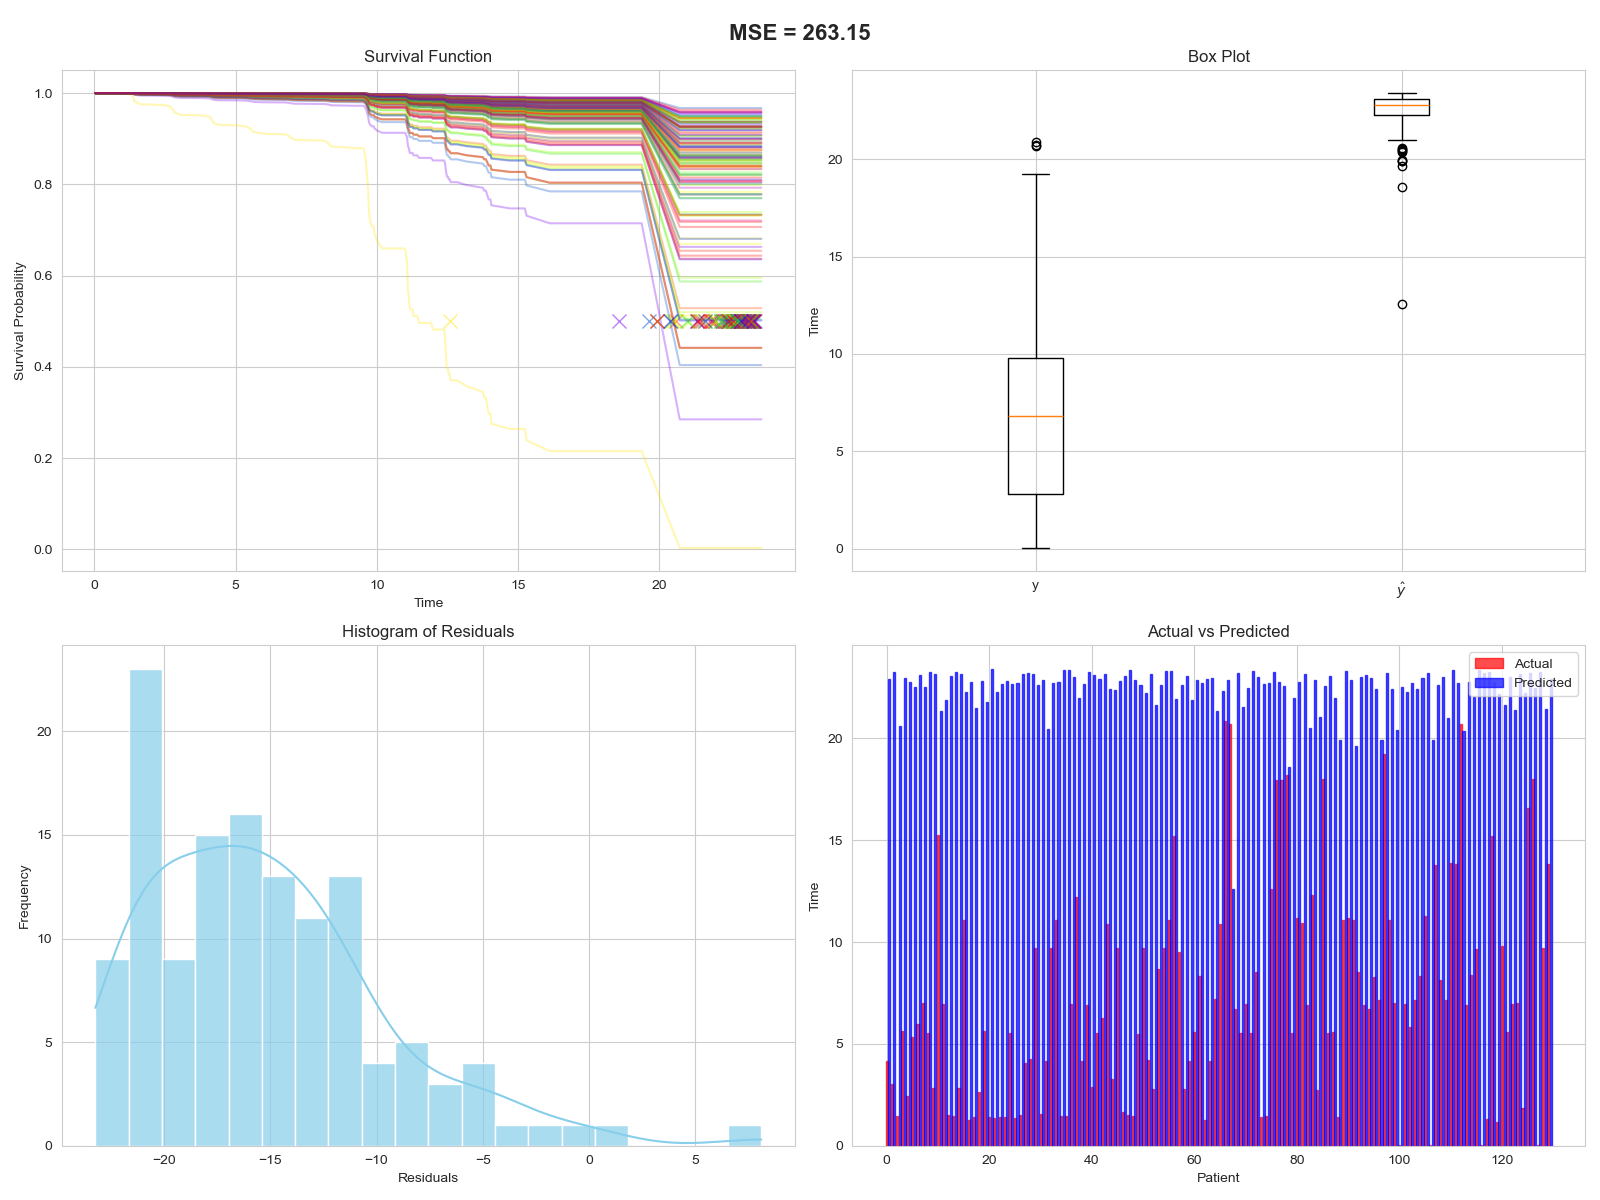 MSE = 263.15
Survival Function
1.0
0.8
0.6
0.4
0.2
0.0
Survival Probability
0 5 10 15 20
Time
Box Plot
20
15
10
5
0
Time
y ŷ
Histogram of Residuals
20
15
10
5
0
Frequency
−20 −15 −10 −5 0 5
Residuals
Actual vs Predicted
Actual
Predicted
20
15
10
5
0
Time
0 20 40 60 80 100 120
Patient